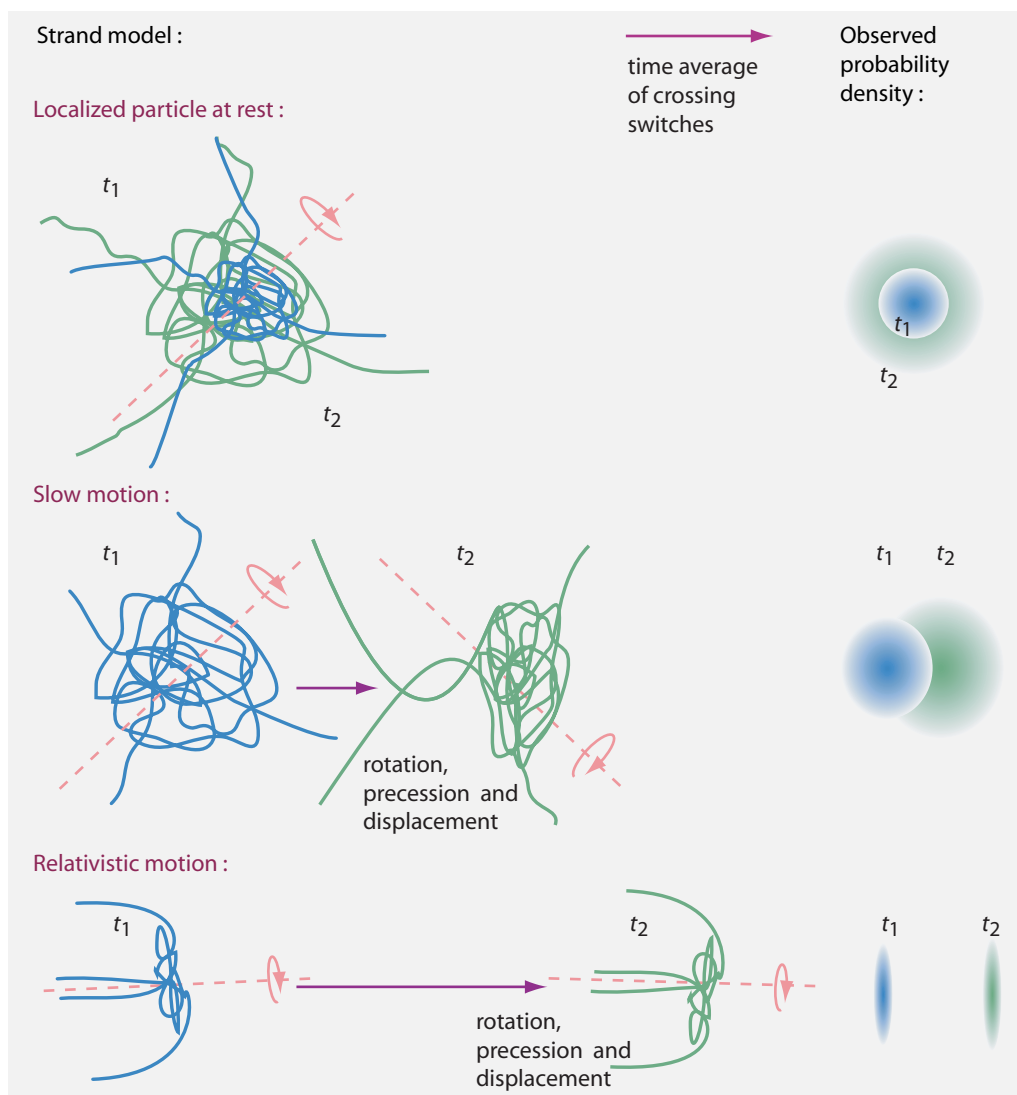 Strand model :
time average
of crossing
switches
Observed
probability
density :
Localized particle at rest :
t1
t2
t1
t2
Slow motion :
t1
t2
rotation,
precession and
displacement
t1
t2
Relativistic motion :
t1
t2
rotation,
precession and
displacement
t1
t2